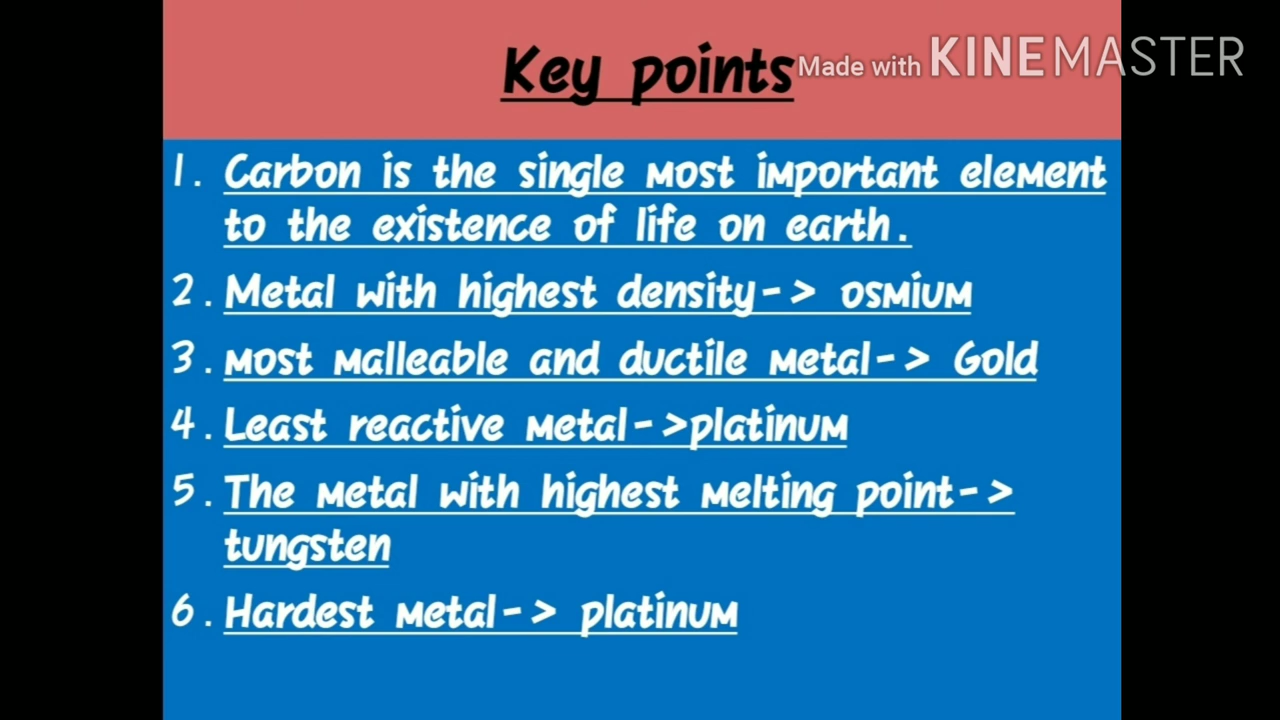 Key points
Made with KINEMASTER
1. Carbon is the single most important element
to the existence of life on earth.
2. Metal with highest density-> osmium
3. most malleable and ductile metal-> Gold
4. Least reactive metal->platinum
5. The metal with highest melting point->
tungsten
6. Hardest metal-> platinum